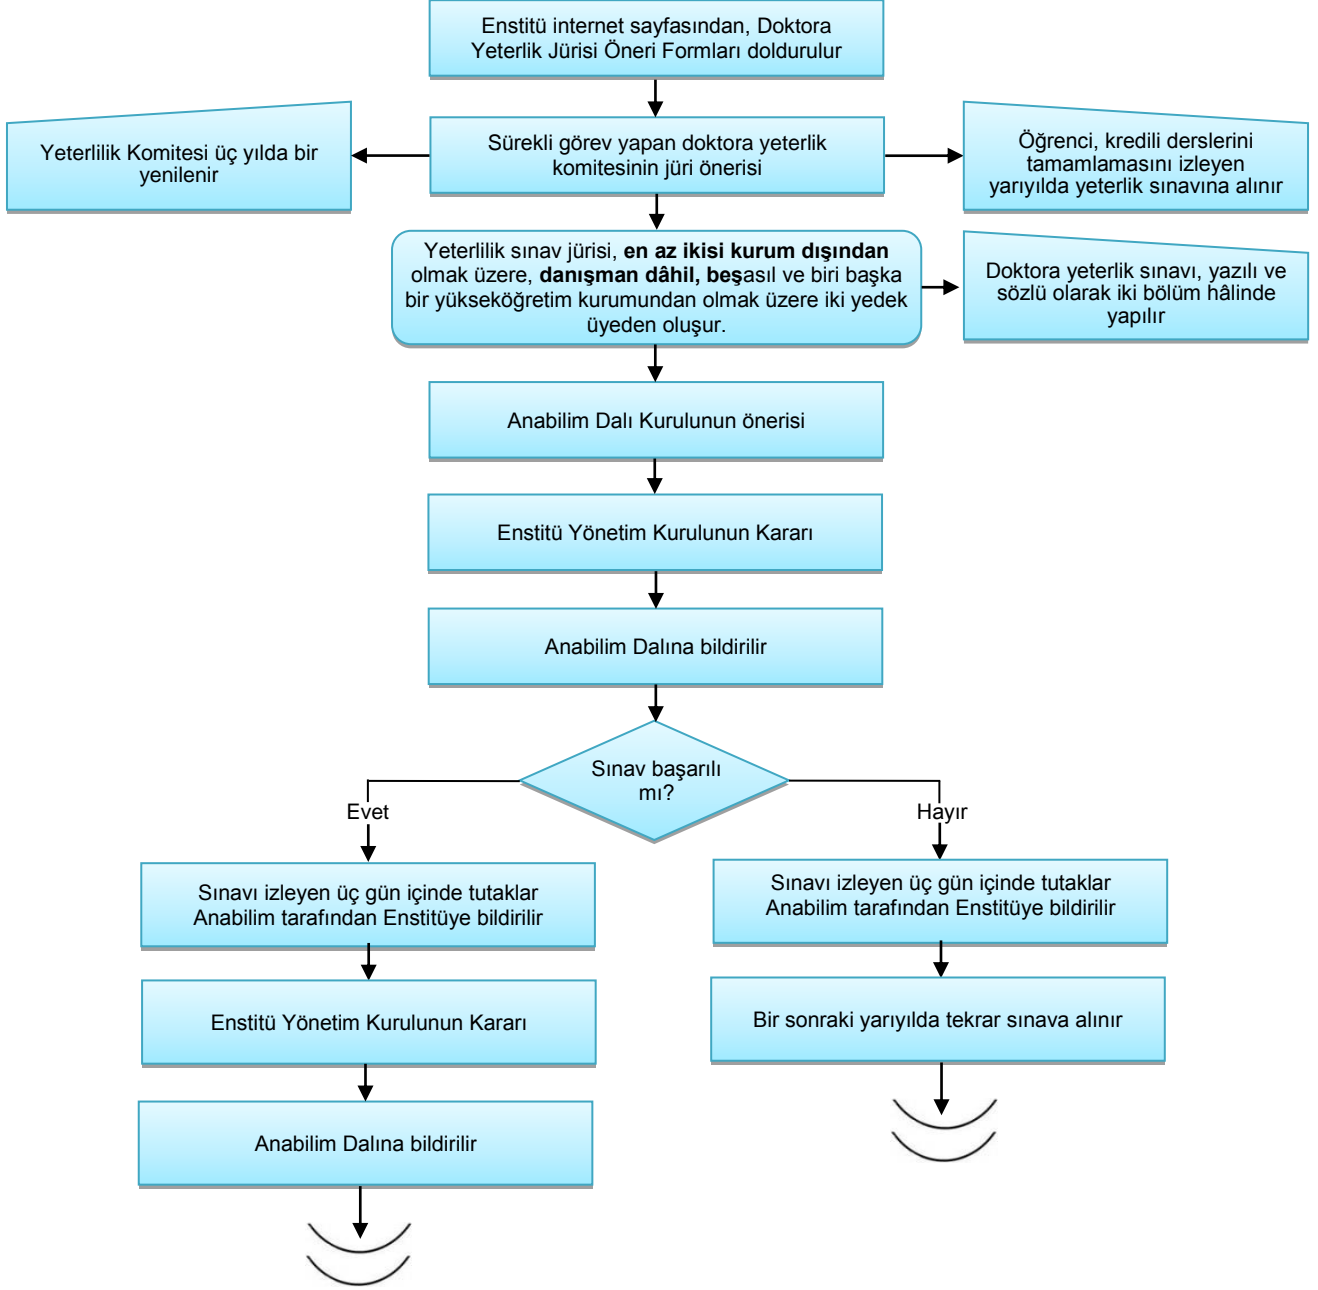 Enstitü internet sayfasından, Doktora
Yeterlik Jürisi Öneri Formları doldurulur
Yeterlilik Komitesi üç yılda bir
yenilenir
Sürekli görev yapan doktora yeterlik
komitesinin jüri önerisi
Öğrenci, kredili derslerini
tamamlamasını izleyen
yarıyılda yeterlik sınavına alınır
Yeterlilik sınav jürisi, en az ikisi kurum dışından
olmak üzere, danışman dâhil, beşasıl ve biri başka
bir yükseköğretim kurumundan olmak üzere iki yedek
üyeden oluşur.
Doktora yeterlik sınavı, yazılı ve
sözlü olarak iki bölüm hâlinde
yapılır
Anabilim Dalı Kurulunun önerisi
Enstitü Yönetim Kurulunun Kararı
Anabilim Dalına bildirilir
Sınav başarılı
mı?
Evet
Hayır
Sınavı izleyen üç gün içinde tutaklar
Anabilim tarafından Enstitüye bildirilir
Sınavı izleyen üç gün içinde tutaklar
Anabilim tarafından Enstitüye bildirilir
Enstitü Yönetim Kurulunun Kararı
Bir sonraki yarıyılda tekrar sınava alınır
Anabilim Dalına bildirilir